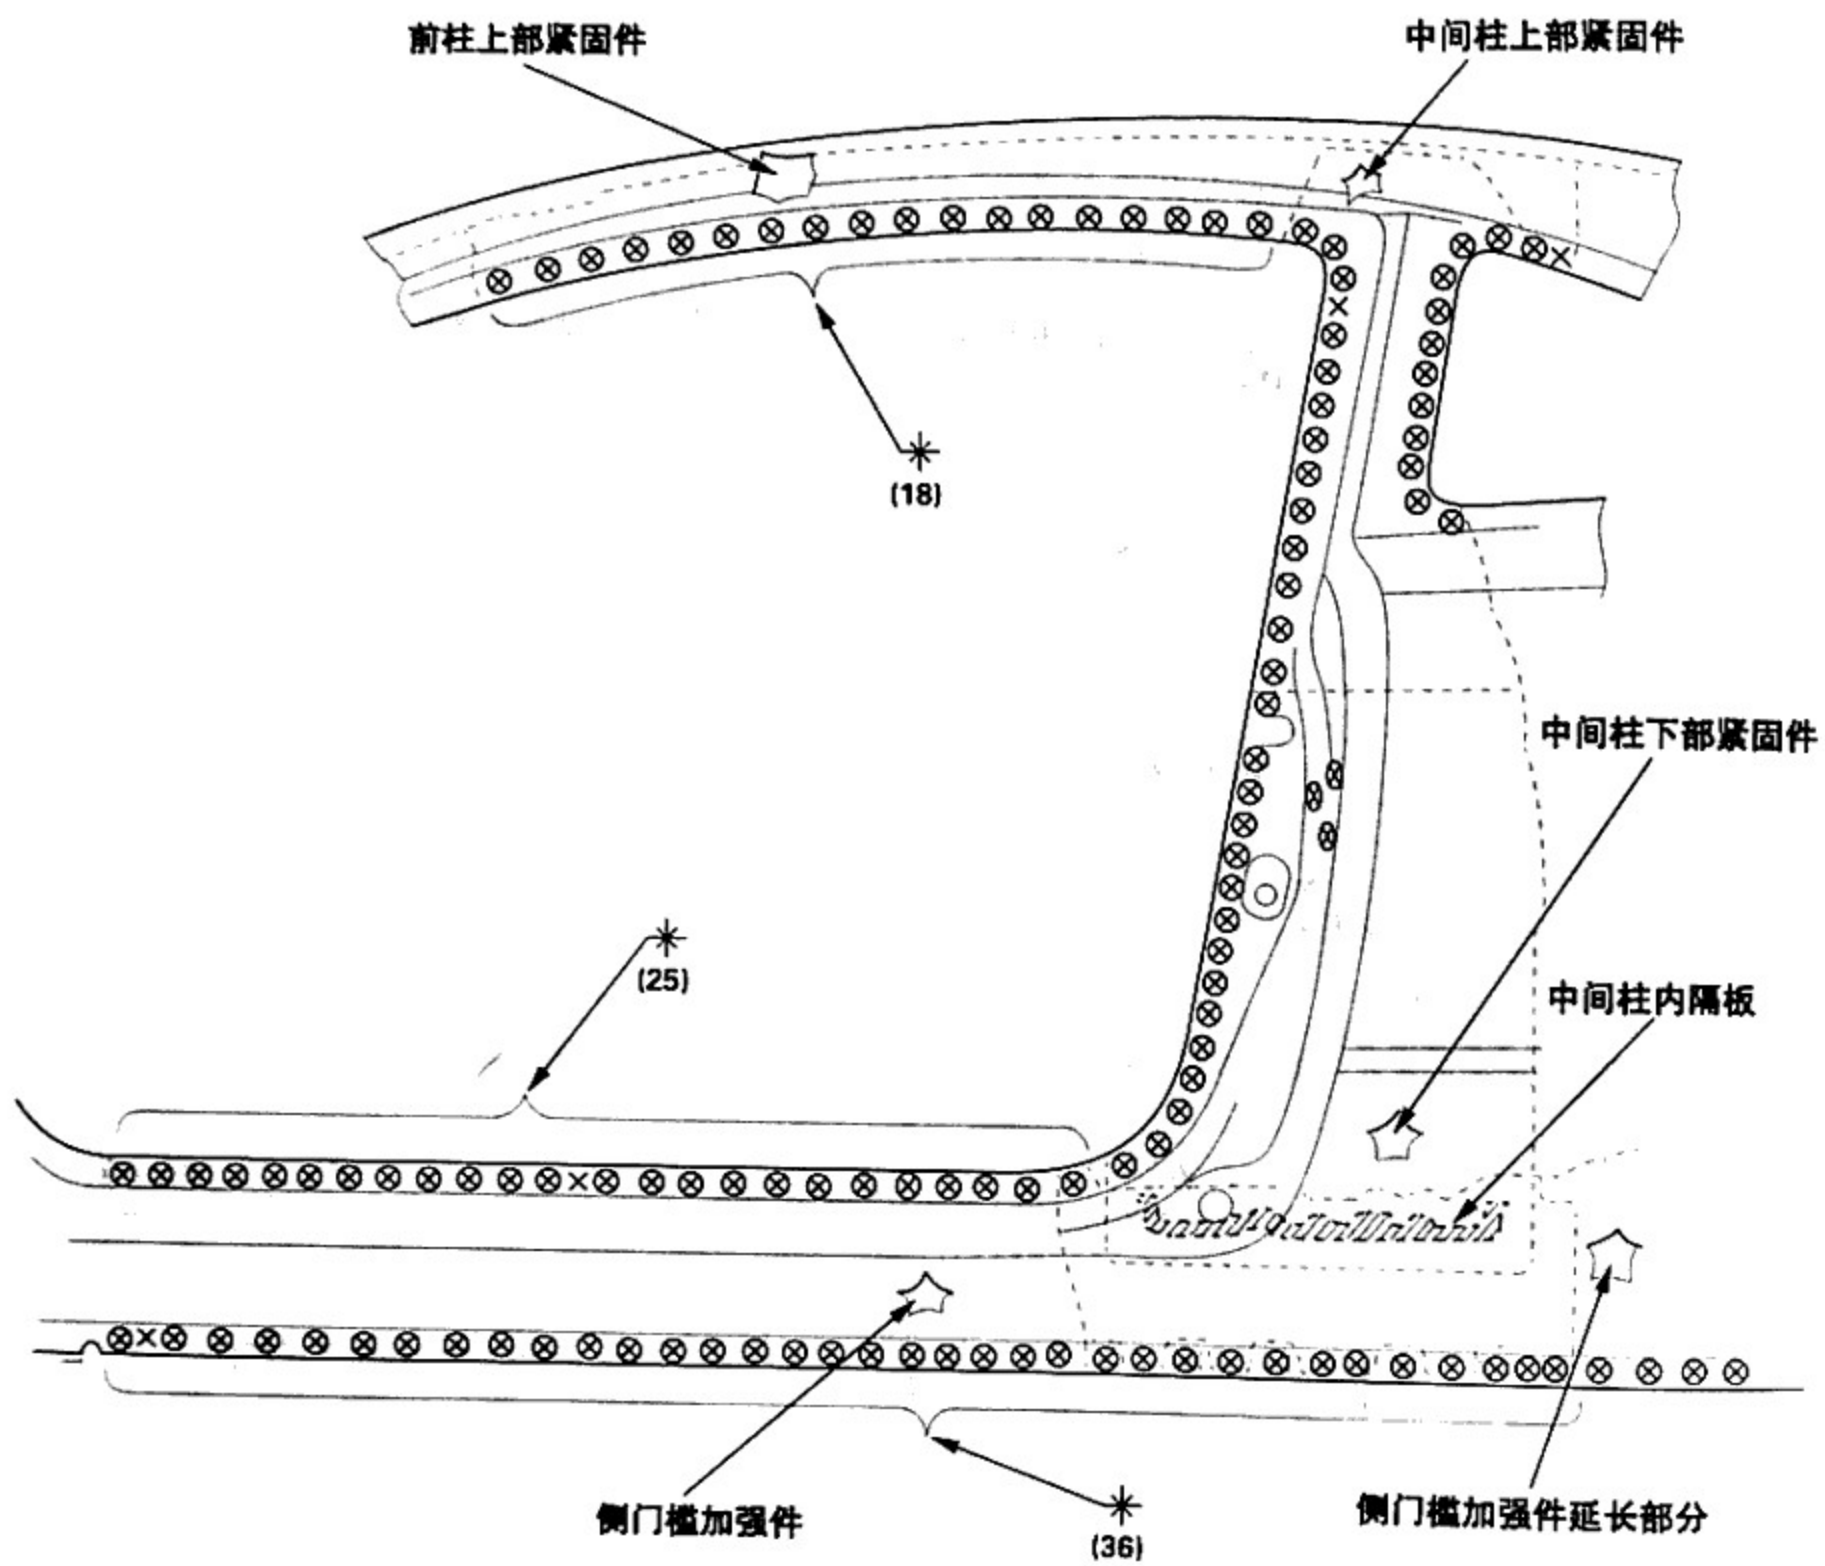 前柱上部紧固件
中间柱上部紧固件
(18)
中间柱下部紧固件
(25)
中间柱内隔板
侧门槛加强件
(36)
侧门槛加强件延长部分